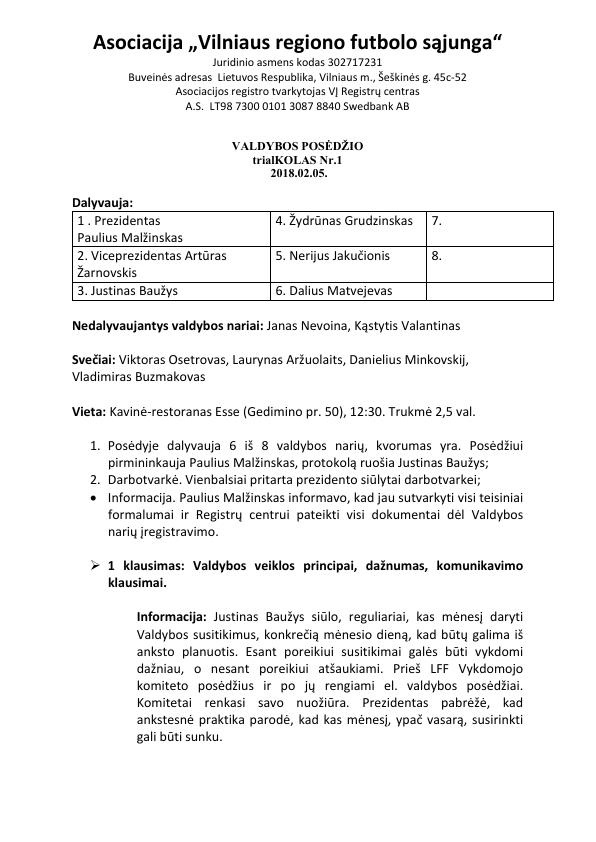 Asociacija „Vilniaus regiono futbolo sąjunga“
Juridinio asmens kodas 302717231
Buveinės adresas  Lietuvos Respublika, Vilniaus m., Šeškinės g. 45c-52
Asociacijos registro tvarkytojas VĮ Registrų centras
A.S.  LT98 7300 0101 3087 8840 Swedbank AB
VALDYBOS POSĖDŽIO
trialKOLAS Nr.1
2018.02.05.
Dalyvauja:
1 . Prezidentas
Paulius Malžinskas
4. Žydrūnas Grudzinskas
7.
2. Viceprezidentas Artūras
Žarnovskis
5. Nerijus Jakučionis
8.
3. Justinas Baužys
6. Dalius Matvejevas
Nedalyvaujantys valdybos nariai: Janas Nevoina, Kąstytis Valantinas
Svečiai: Viktoras Osetrovas, Laurynas Aržuolaits, Danielius Minkovskij,
Vladimiras Buzmakovas
Vieta: Kavinė-restoranas Esse (Gedimino pr. 50), 12:30. Trukmė 2,5 val.
1. Posėdyje dalyvauja 6 iš 8 valdybos narių, kvorumas yra. Posėdžiui
pirmininkauja Paulius Malžinskas, protokolą ruošia Justinas Baužys;
2. Darbotvarkė. Vienbalsiai pritarta prezidento siūlytai darbotvarkei;
• Informacija. Paulius Malžinskas informavo, kad jau sutvarkyti visi teisiniai
formalumai ir Registrų centrui pateikti visi dokumentai dėl Valdybos
narių įregistravimo.
➢ 1 klausimas: Valdybos veiklos principai, dažnumas, komunikavimo
klausimai.
Informacija: Justinas Baužys siūlo, reguliariai, kas mėnesį daryti
Valdybos susitikimus, konkrečią mėnesio dieną, kad būtų galima iš
anksto planuotis. Esant poreikiui susitikimai galės būti vykdomi
dažniau, o nesant poreikiui atšaukiami. Prieš LFF Vykdomojo
komiteto posėdžius ir po jų rengiami el. valdybos posėdžiai.
Komitetai renkasi savo nuožiūra. Prezidentas pabrėžė, kad
ankstesnė praktika parodė, kad kas mėnesį, ypač vasarą, susirinkti
gali būti sunku.